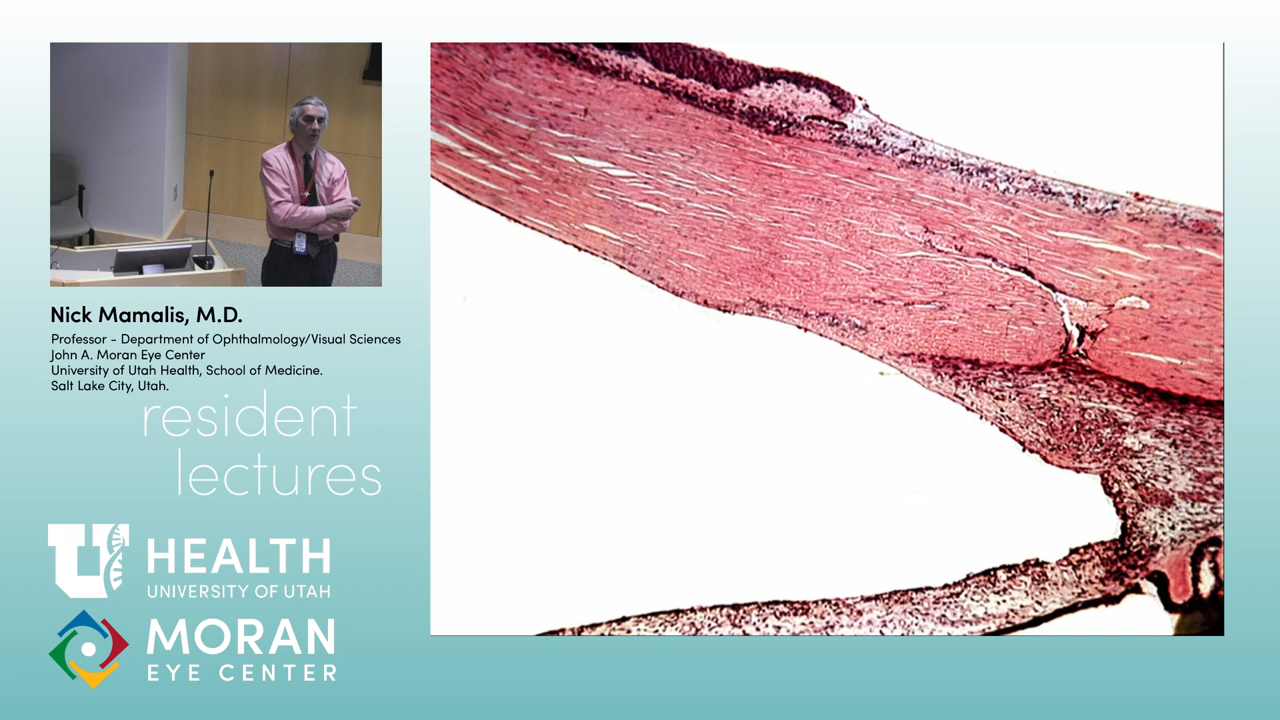 Nick Mamalis, M.D.
Professor - Department of Ophthalmology/Visual Sciences
John A. Moran Eye Center
University of Utah Health, School of Medicine.
Salt Lake City, Utah.
resident
lectures
U HEALTH
UNIVERSITY OF UTAH
MORAN
EYE CENTER